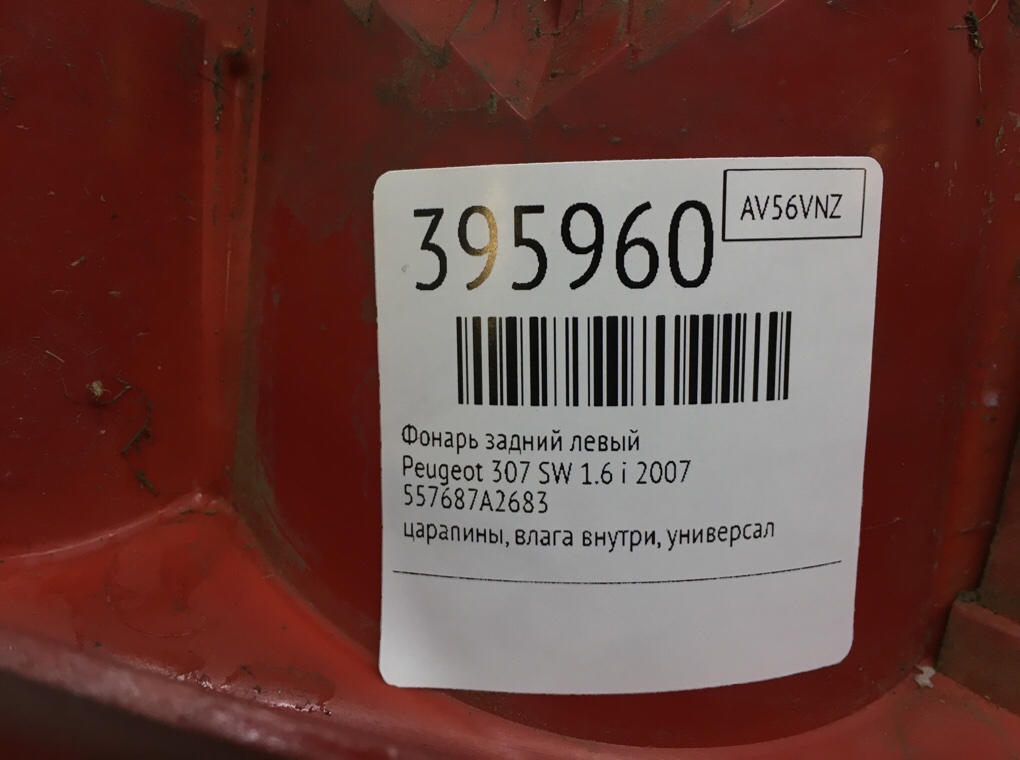 395960
AV56VNZ
Фонарь задний левый
Peugeot 307 SW 1.6 i 2007
557687A2683
царапины, влага внутри, универсал